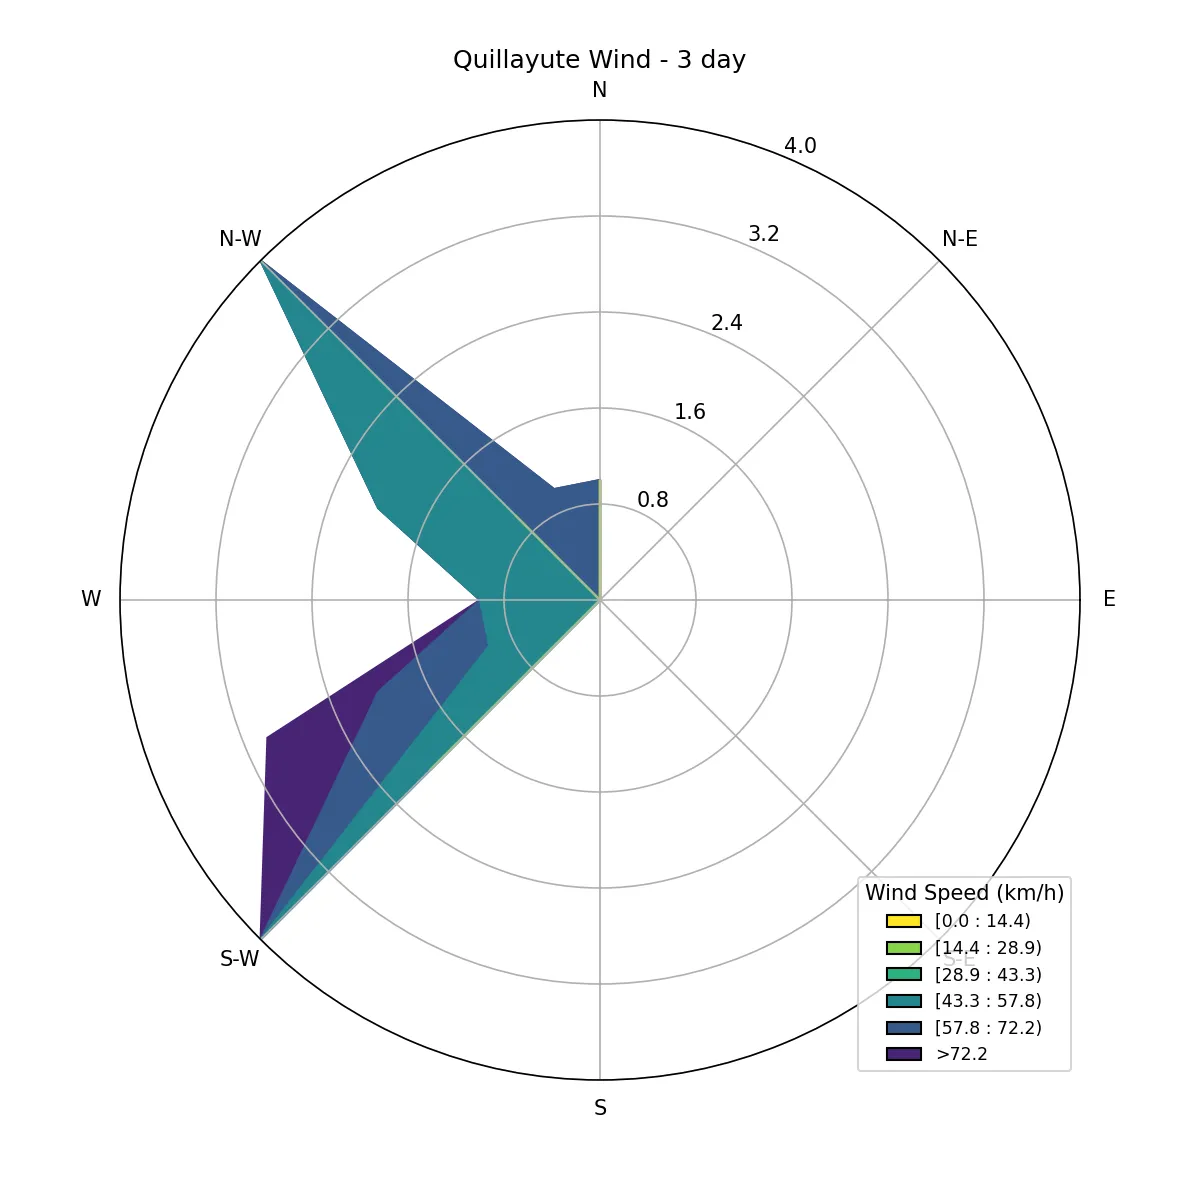 Quillayute Wind - 3 day
N
4.0
N-W
3.2
N-E
2.4
1.6
0.8
W
E
S-W
S-E
S
Wind Speed (km/h)
[0.0 : 14.4)
[14.4 : 28.9)
[28.9 : 43.3)
[43.3 : 57.8)
[57.8 : 72.2)
>72.2